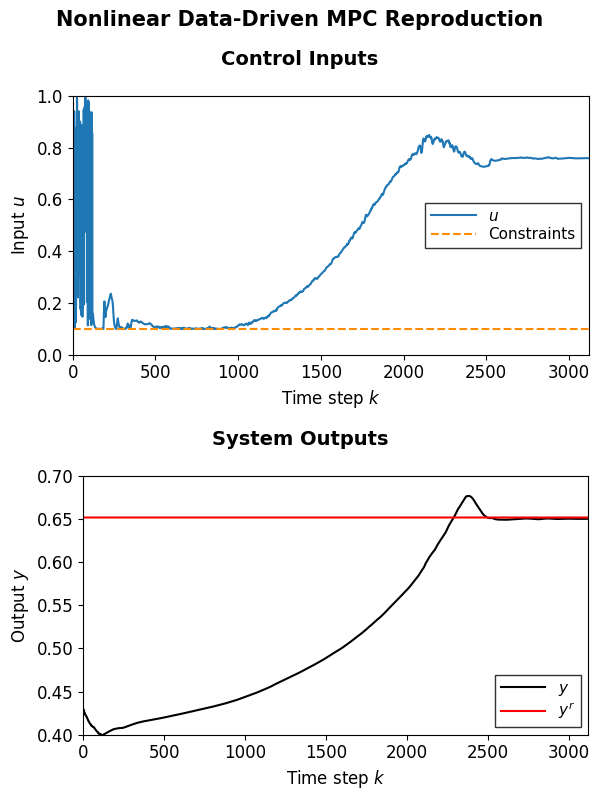 Nonlinear Data-Driven MPC Reproduction
Control Inputs
1.0
0.8
0.6
0.4
0.2
0.0
Input u
u
Constraints
0 500 1000 1500 2000 2500 3000
Time step k
System Outputs
0.70
0.65
0.60
0.55
0.50
0.45
0.40
Output y
y
y^r
0 500 1000 1500 2000 2500 3000
Time step k